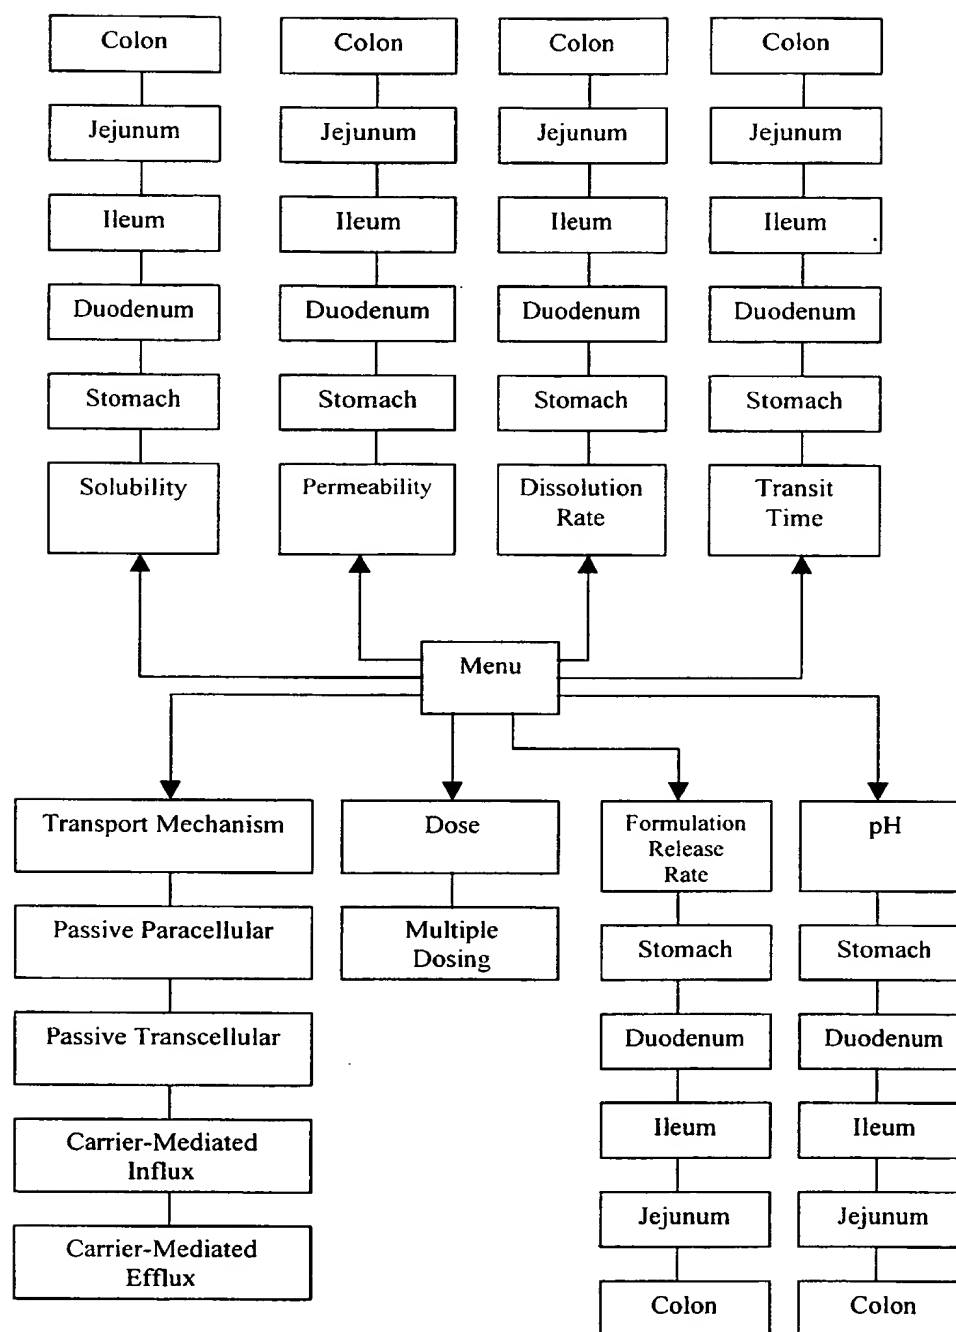 Colon
Colon
Colon
Colon
Jejunum
Jejunum
Jejunum
Jejunum
Ileum
Ileum
Ileum
Ileum
Duodenum
Duodenum
Duodenum
Duodenum
Stomach
Stomach
Stomach
Stomach
Solubility
Permeability
Dissolution
Rate
Transit
Time
Menu
Transport Mechanism
Dose
Formulation
Release
Rate
pH
Passive Paracellular
Multiple
Dosing
Stomach
Stomach
Passive Transcellular
Duodenum
Duodenum
Carrier-Mediated
Influx
Ileum
Ileum
Jejunum
Jejunum
Carrier-Mediated
Efflux
Colon
Colon